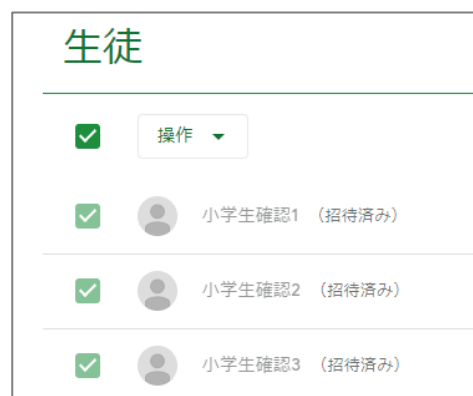 生徒
操作
小学生確認1 （招待済み）
小学生確認2 （招待済み）
小学生確認3 （招待済み）